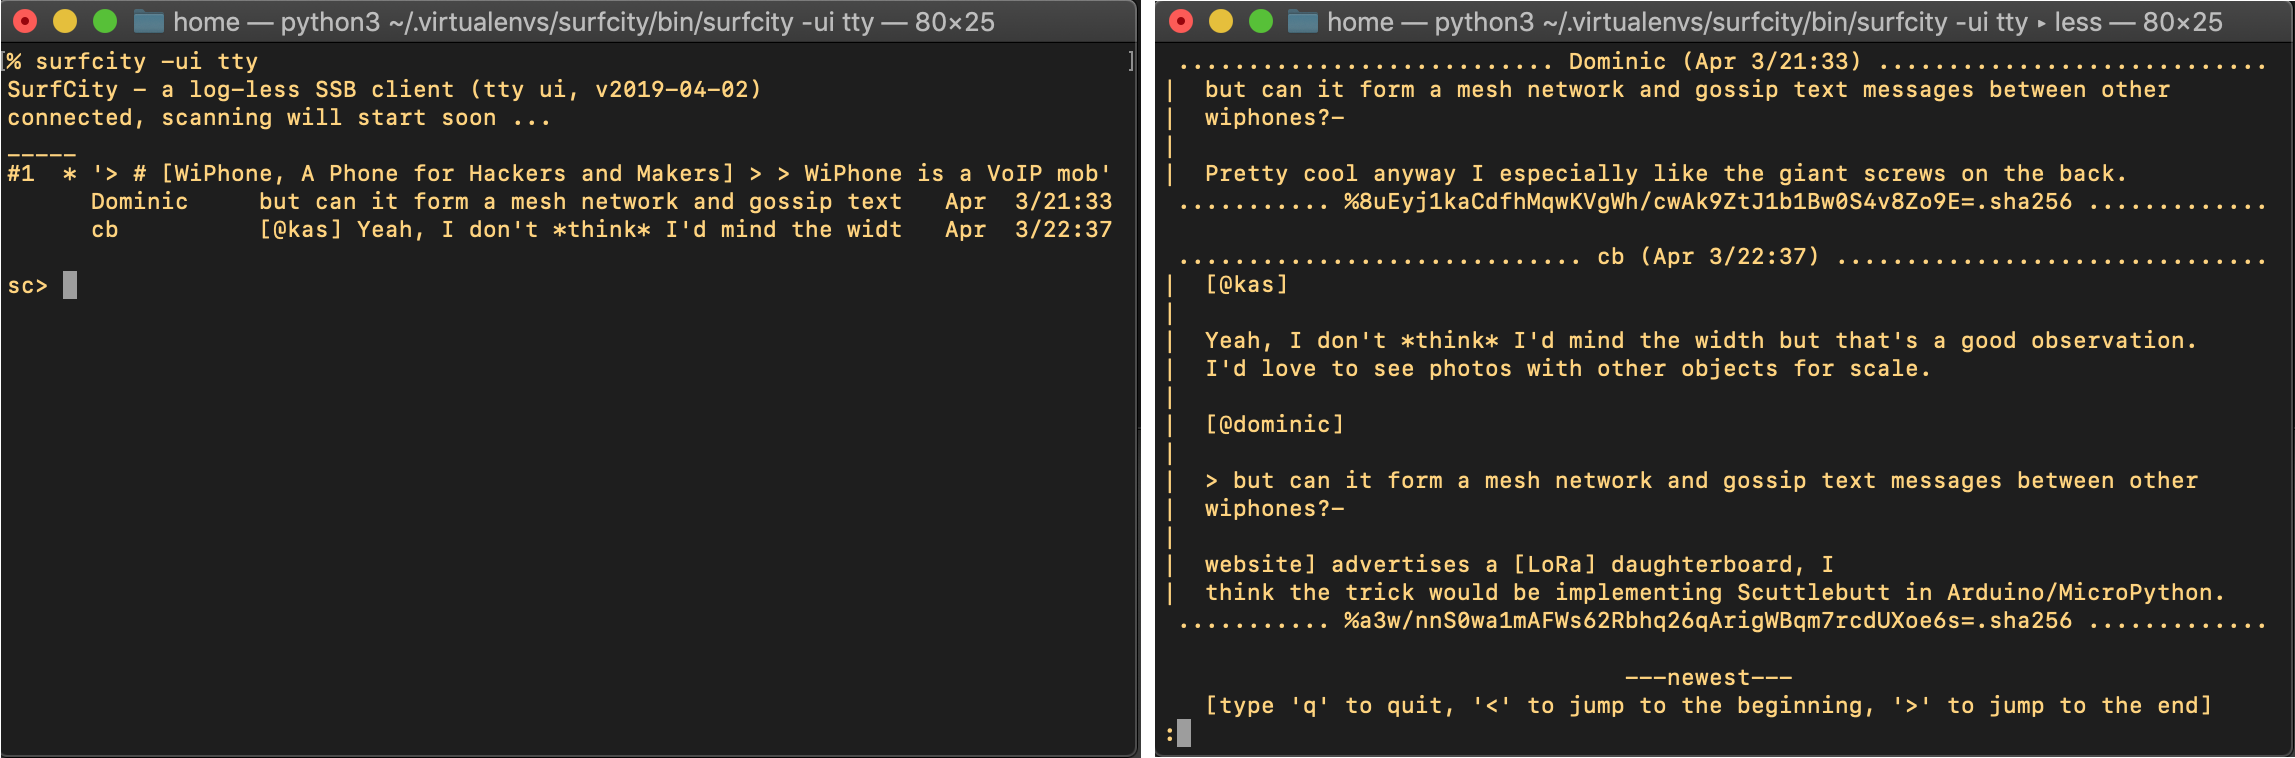 home — python3 ~/.virtualenvs/surfcity/bin/surfcity -ui tty — 80×25
[% surfcity -ui tty ]
SurfCity - a log-less SSB client (tty ui, v2019-04-02)
connected, scanning will start soon ...
_____
#1  * '> # [WiPhone, A Phone for Hackers and Makers] > > WiPhone is a VoIP mob'
Dominic     but can it form a mesh network and gossip text   Apr  3/21:33
cb          [@kas] Yeah, I don't *think* I'd mind the widt   Apr  3/22:37
sc>
home — python3 ~/.virtualenvs/surfcity/bin/surfcity -ui tty ▸ less — 80×25
........................... Dominic (Apr 3/21:33) ............................
|  but can it form a mesh network and gossip text messages between other
|  wiphones?-
|
|  Pretty cool anyway I especially like the giant screws on the back.
........... %8uEyj1kaCdfhMqwKVgWh/cwAk9ZtJ1b1Bw0S4v8Zo9E=.sha256 .............
............................. cb (Apr 3/22:37) ...............................
|  [@kas]
|
|  Yeah, I don't *think* I'd mind the width but that's a good observation.
|  I'd love to see photos with other objects for scale.
|
|  [@dominic]
|
|  > but can it form a mesh network and gossip text messages between other
|  wiphones?-
|
|  website] advertises a [LoRa] daughterboard, I
|  think the trick would be implementing Scuttlebutt in Arduino/MicroPython.
........... %a3w/nnS0wa1mAFWs62Rbhq26qArigWBqm7rcdUXoe6s=.sha256 .............
---newest---
[type 'q' to quit, '<' to jump to the beginning, '>' to jump to the end]
: